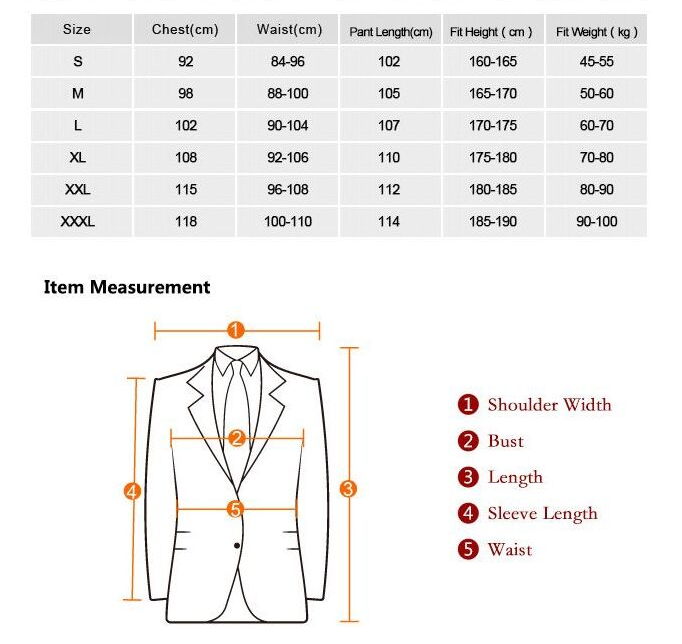 Size Chest(cm) Waist(cm) Pant Length(cm) Fit Height ( cm ) Fit Weight ( kg )
S 92 84-96 102 160-165 45-55
M 98 88-100 105 165-170 50-60
L 102 90-104 107 170-175 60-70
XL 108 92-106 110 175-180 70-80
XXL 115 96-108 112 180-185 80-90
XXXL 118 100-110 114 185-190 90-100
Item Measurement
1
2
3
4
5
1 Shoulder Width
2 Bust
3 Length
4 Sleeve Length
5 Waist